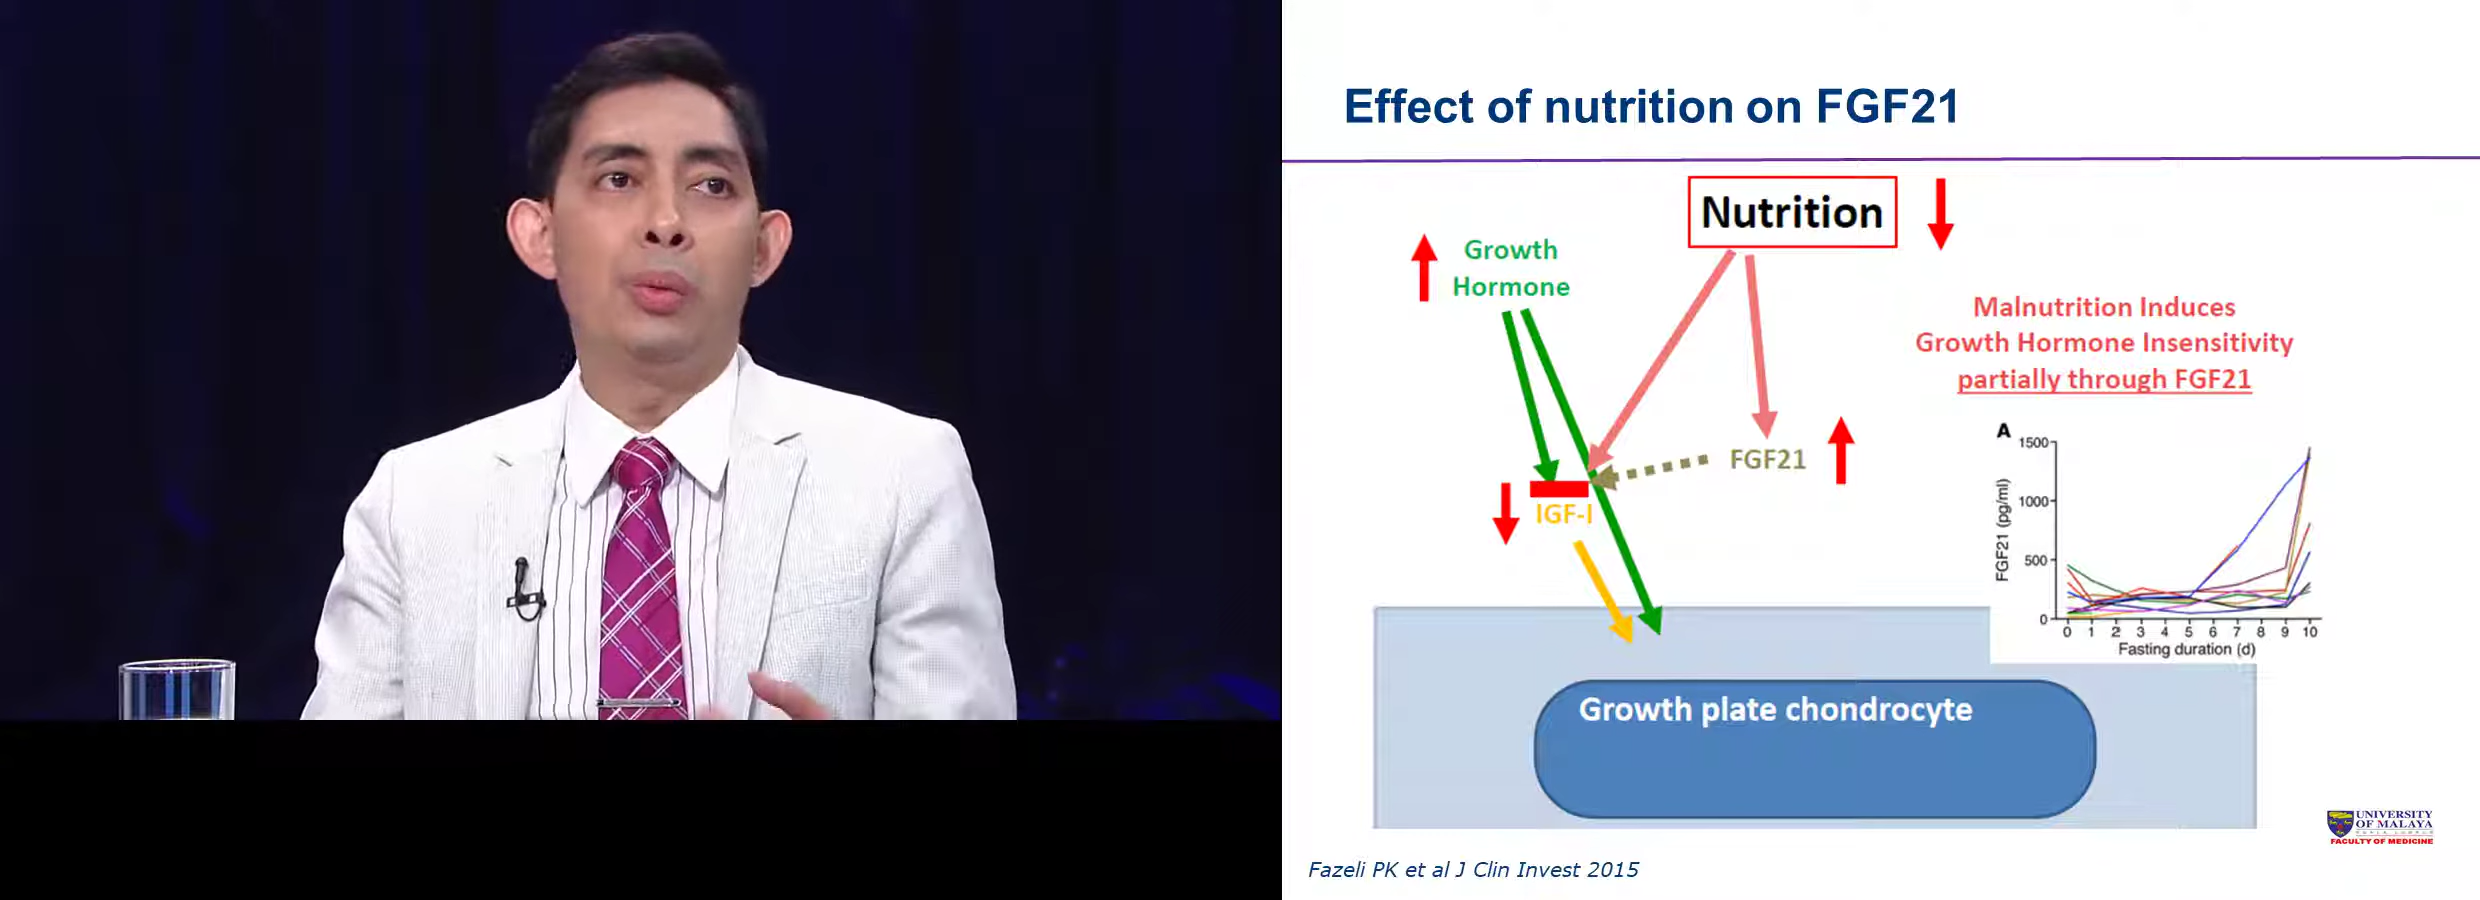 Effect of nutrition on FGF21
Nutrition
Growth
Hormone
Malnutrition Induces
Growth Hormone Insensitivity
partially through FGF21
FGF21
IGF-I
A
FGF21 (pg/ml)
1500
1000
500
0
0 1 2 3 4 5 6 7 8 9 10
Fasting duration (d)
Growth plate chondrocyte
UNIVERSITY
OF MALAYA
FACULTY OF MEDICINE
Fazeli PK et al J Clin Invest 2015